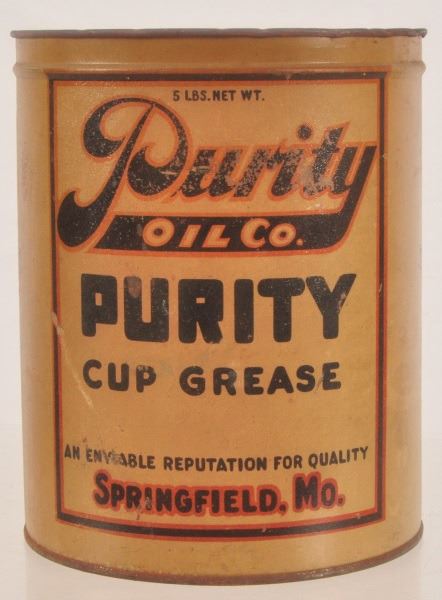 5 LBS. NET WT.
Purity
OIL CO.
PURITY
CUP GREASE
AN ENVIABLE REPUTATION FOR QUALITY
SPRINGFIELD, MO.